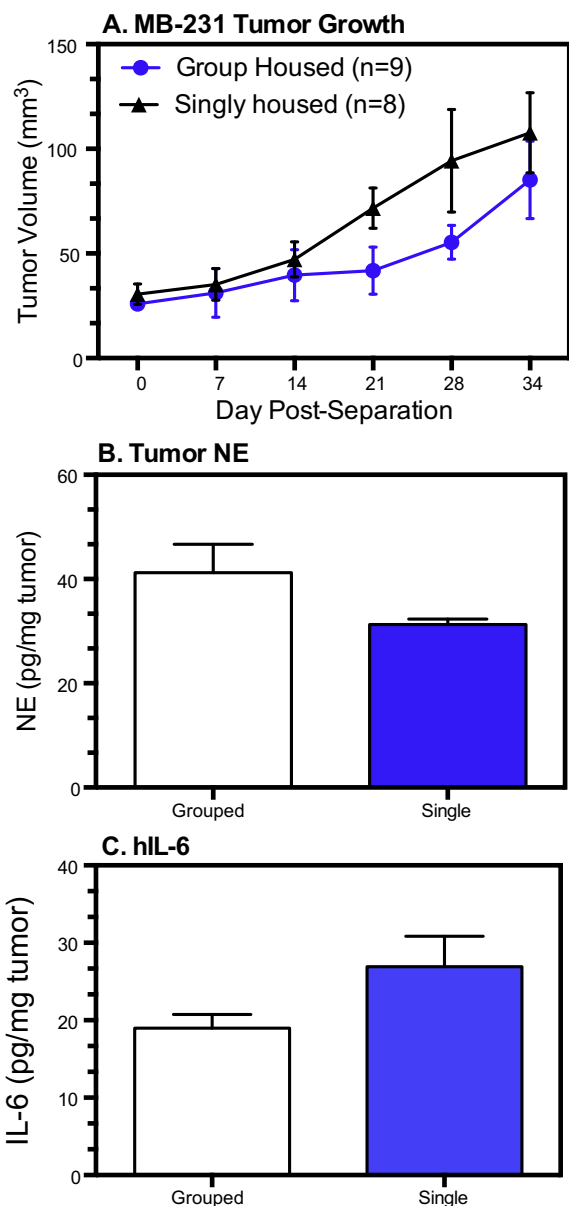 A. MB-231 Tumor Growth
150
100
50
0
Tumor Volume (mm³)
Group Housed (n=9)
Singly housed (n=8)
0 7 14 21 28 34
Day Post-Separation
B. Tumor NE
60
40
20
0
NE (pg/mg tumor)
Grouped Single
C. hIL-6
40
30
20
10
0
IL-6 (pg/mg tumor)
Grouped Single